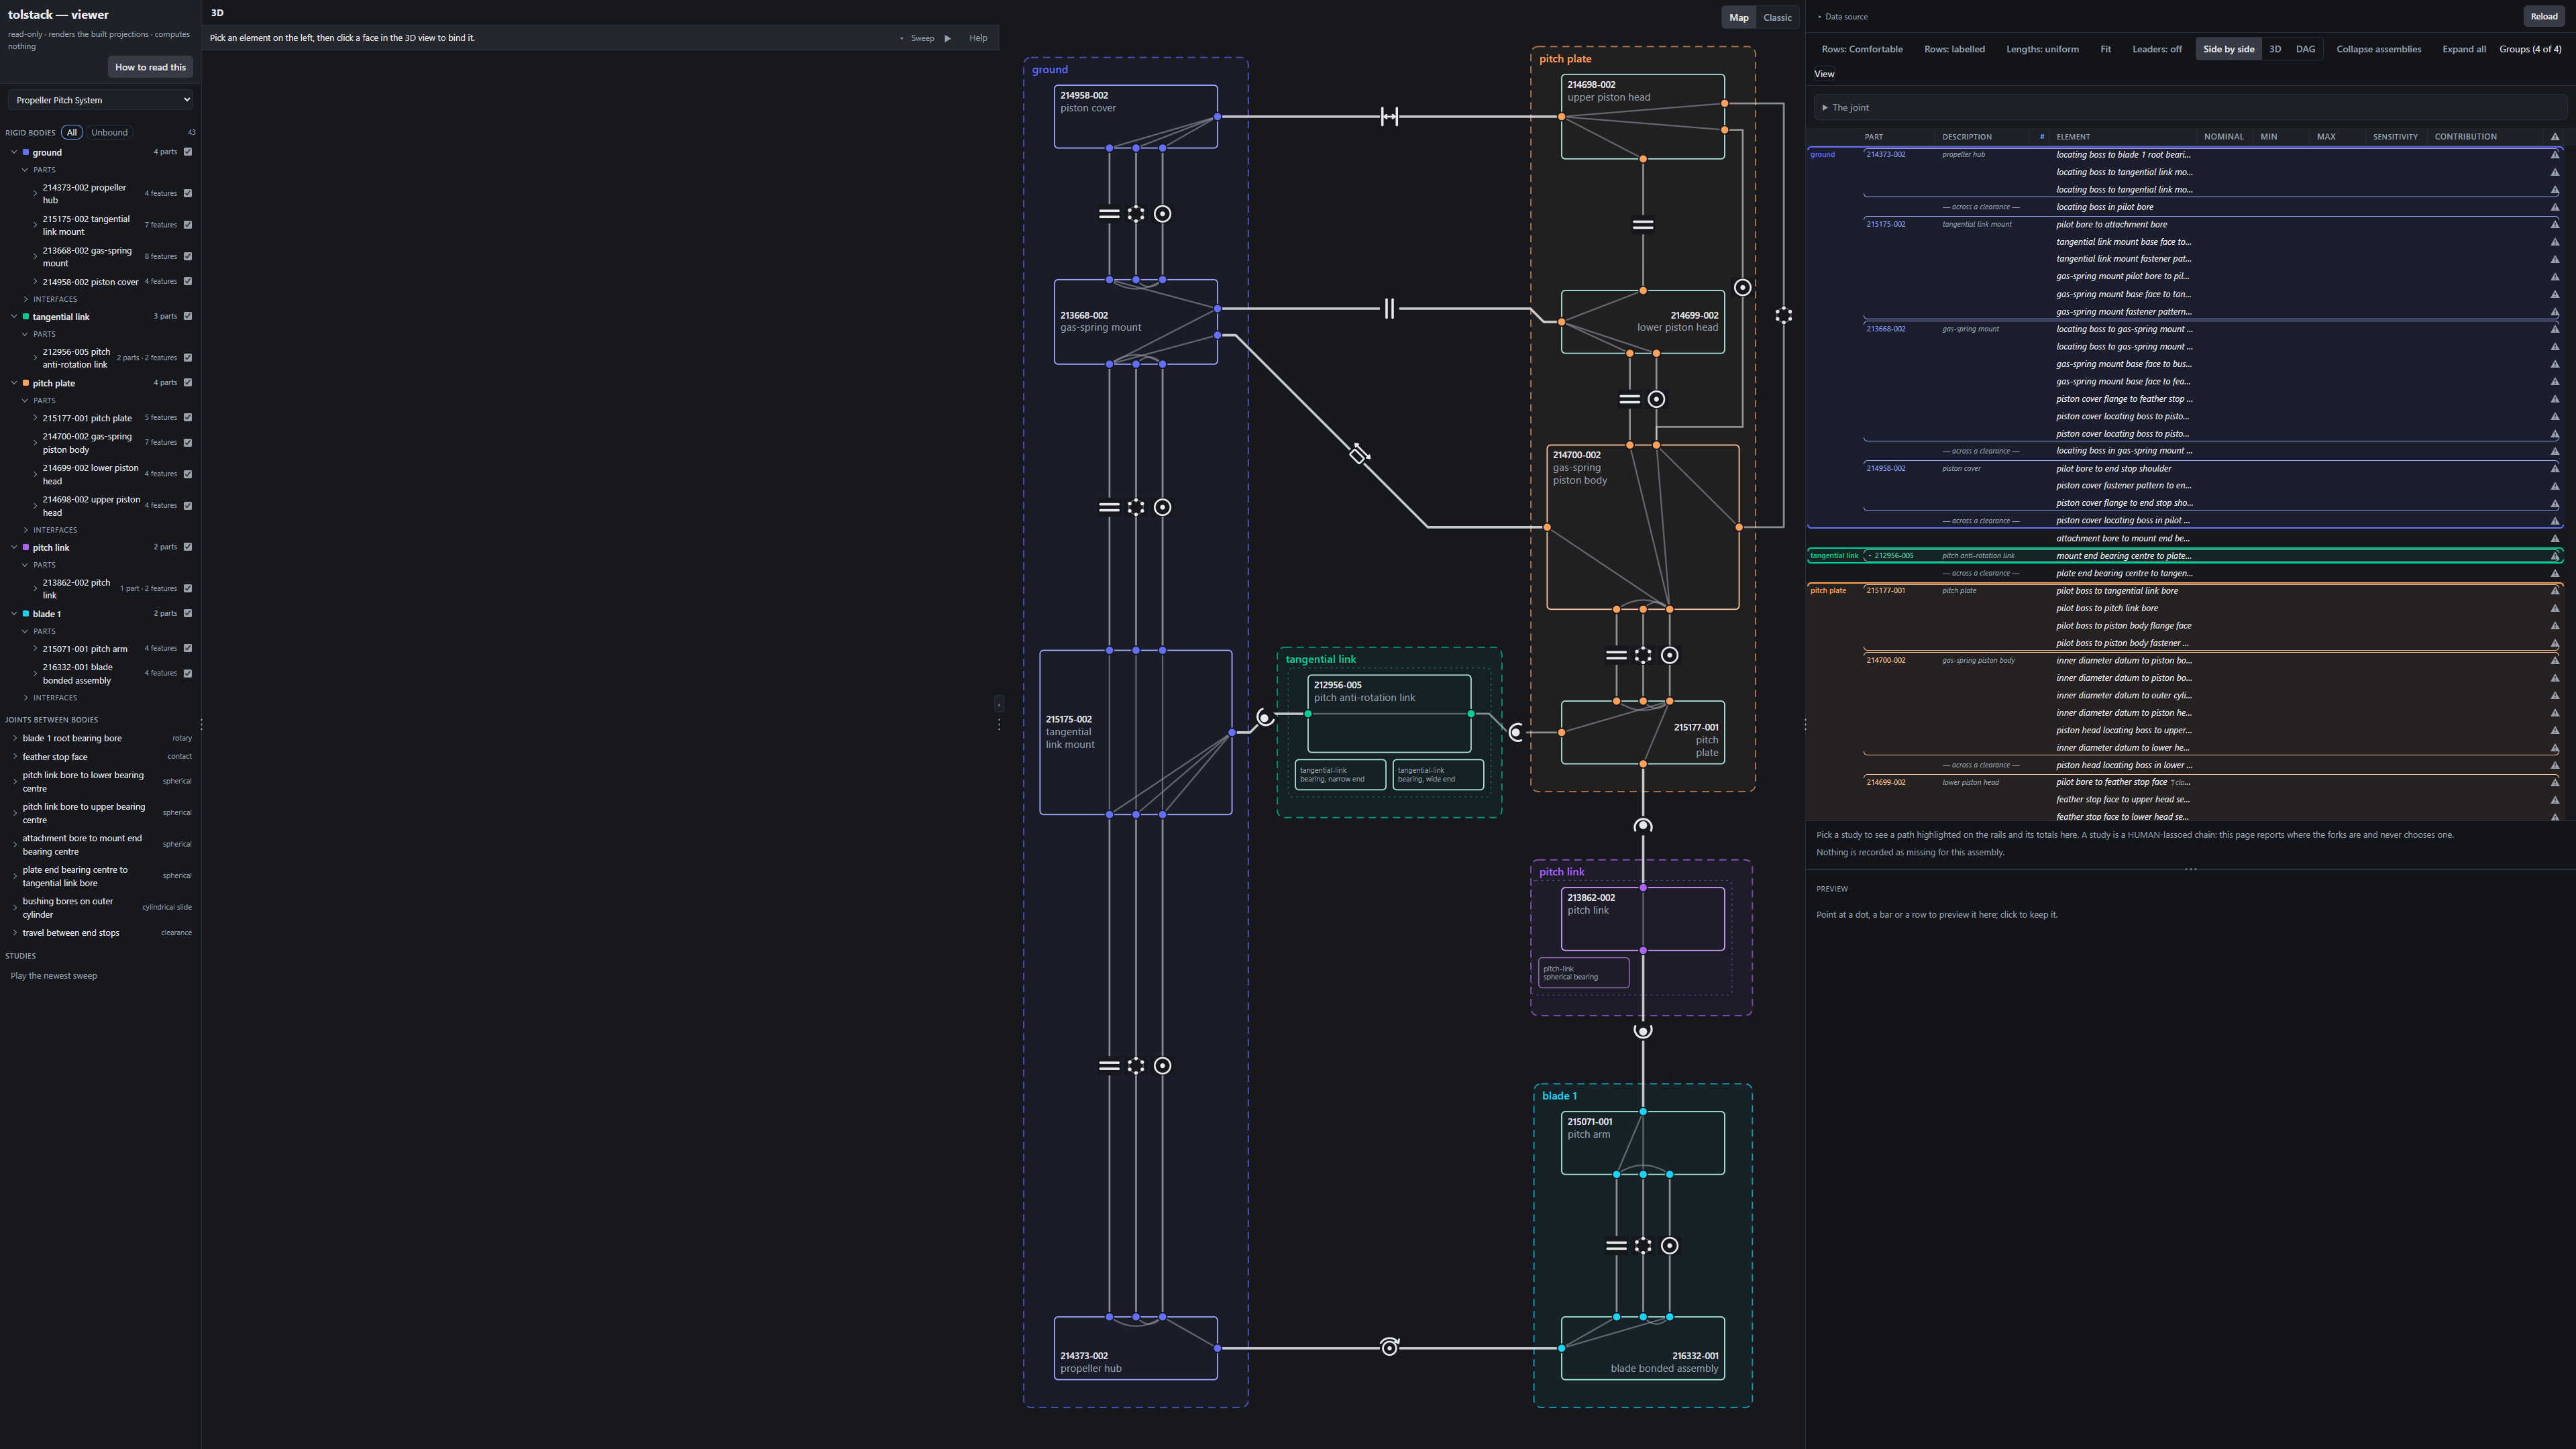 tolstack — viewer
read-only · renders the built projections · computes
nothing
How to read this
Propeller Pitch System
RIGID BODIES All Unbound 43
ground 4 parts
PARTS
214373-002 propeller
hub
4 features
215175-002 tangential
link mount
7 features
213668-002 gas-spring
mount
8 features
214958-002 piston cover 4 features
INTERFACES
tangential link 3 parts
PARTS
212956-005 pitch
anti-rotation link
2 parts · 2 features
pitch plate 4 parts
PARTS
215177-001 pitch plate 5 features
214700-002 gas-spring
piston body
7 features
214699-002 lower piston
head
4 features
214698-002 upper piston
head
4 features
INTERFACES
pitch link 2 parts
PARTS
213862-002 pitch
link
1 part · 2 features
blade 1 2 parts
PARTS
215071-001 pitch arm 4 features
216332-001 blade
bonded assembly
4 features
INTERFACES
JOINTS BETWEEN BODIES
blade 1 root bearing bore rotary
feather stop face contact
pitch link bore to lower bearing
centre
spherical
pitch link bore to upper bearing
centre
spherical
attachment bore to mount end
bearing centre
spherical
plate end bearing centre to
tangential link bore
spherical
bushing bores on outer
cylinder
cylindrical slide
travel between end stops clearance
STUDIES
Play the newest sweep
3D
Pick an element on the left, then click a face in the 3D view to bind it.
Sweep Help
Map Classic
ground
214958-002
piston cover
213668-002
gas-spring mount
215175-002
tangential
link mount
214373-002
propeller hub
tangential link
212956-005
pitch anti-rotation link
tangential-link
bearing, narrow end
tangential-link
bearing, wide end
pitch plate
214698-002
upper piston head
214699-002
lower piston head
214700-002
gas-spring
piston body
215177-001
pitch
plate
pitch link
213862-002
pitch link
pitch-link
spherical bearing
blade 1
215071-001
pitch arm
216332-001
blade bonded assembly
Data source
Reload
Rows: Comfortable Rows: labelled Lengths: uniform Fit Leaders: off Side by side 3D DAG Collapse assemblies Expand all Groups (4 of 4)
View
The joint
PART DESCRIPTION # ELEMENT NOMINAL MIN MAX SENSITIVITY CONTRIBUTION
ground 214373-002 propeller hub locating boss to blade 1 root beari...
locating boss to tangential link mo...
locating boss to tangential link mo...
— across a clearance — locating boss in pilot bore
215175-002 tangential link mount pilot bore to attachment bore
tangential link mount base face to...
tangential link mount fastener pat...
gas-spring mount pilot bore to pil...
gas-spring mount base face to tan...
gas-spring mount fastener pattern...
213668-002 gas-spring mount locating boss to gas-spring mount ...
locating boss to gas-spring mount ...
gas-spring mount base face to bus...
gas-spring mount base face to fea...
piston cover flange to feather stop ...
piston cover locating boss to pisto...
piston cover locating boss to pisto...
— across a clearance — locating boss in gas-spring mount ...
214958-002 piston cover pilot bore to end stop shoulder
piston cover fastener pattern to en...
piston cover flange to end stop sho...
— across a clearance — piston cover locating boss in pilot ...
attachment bore to mount end be...
tangential link 212956-005 pitch anti-rotation link mount end bearing centre to plate...
— across a clearance — plate end bearing centre to tangen...
pitch plate 215177-001 pitch plate pilot boss to tangential link bore
pilot boss to pitch link bore
pilot boss to piston body flange face
pilot boss to piston body fastener ...
214700-002 gas-spring piston body inner diameter datum to piston bo...
inner diameter datum to piston bo...
inner diameter datum to outer cyli...
inner diameter datum to piston he...
piston head locating boss to upper...
inner diameter datum to lower he...
— across a clearance — piston head locating boss in lower ...
214699-002 lower piston head pilot bore to feather stop face
feather stop face to upper head se...
feather stop face to lower head se...
Pick a study to see a path highlighted on the rails and its totals here. A study is a HUMAN-lassoed chain: this page reports where the forks are and never chooses one.
Nothing is recorded as missing for this assembly.
PREVIEW
Point at a dot, a bar or a row to preview it here; click to keep it.